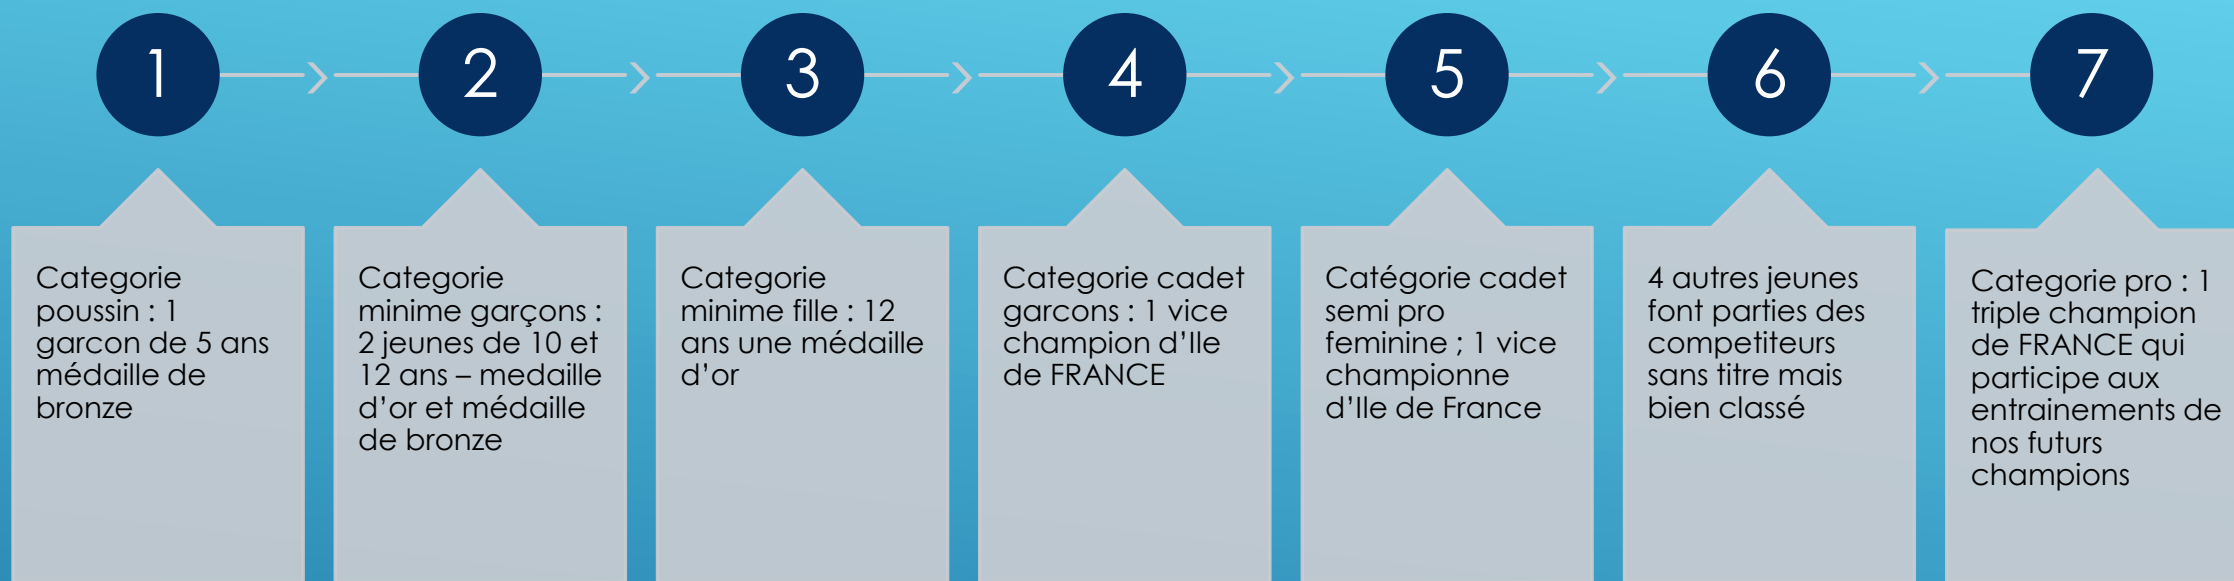 1
2
3
4
5
6
7
Categorie
poussin : 1
garcon de 5 ans
médaille de
bronze
Categorie
minime garçons :
2 jeunes de 10 et
12 ans – medaille
d’or et médaille
de bronze
Categorie
minime fille : 12
ans une médaille
d’or
Categorie cadet
garcons : 1 vice
champion d’Ile
de FRANCE
Catégorie cadet
semi pro
feminine ; 1 vice
championne
d’Ile de France
4 autres jeunes
font parties des
competiteurs
sans titre mais
bien classé
Categorie pro : 1
triple champion
de FRANCE qui
participe aux
entrainements de
nos futurs
champions